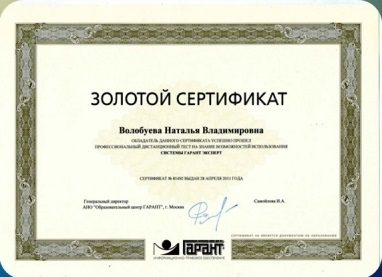 ЗОЛОТОЙ СЕРТИФИКАТ
Волобуева Наталья Владимировна
ОБЛАДАТЕЛЬ ДАННОГО СЕРТИФИКАТА УСПЕШНО ПРОШЕЛ
ПРОФЕССИОНАЛЬНЫЙ ДИСТАНЦИОННЫЙ ТЕСТ НА ЗНАНИЕ ВОЗМОЖНОСТЕЙ ИСПОЛЬЗОВАНИЯ
СИСТЕМЫ ГАРАНТ ЭКСПЕРТ
СЕРТИФИКАТ № 81492 ВЫДАН 28 АПРЕЛЯ 2011 ГОДА
Генеральный директор Самойлова И.А.
АНО "Образовательный центр ГАРАНТ", г. Москва
СЕРТИФИКАТ НЕ ЯВЛЯЕТСЯ ДОКУМЕНТОМ ОБ ОБРАЗОВАНИИ
ГАРАНТ
ИНФОРМАЦИОННО-ПРАВОВОЕ ОБЕСПЕЧЕНИЕ